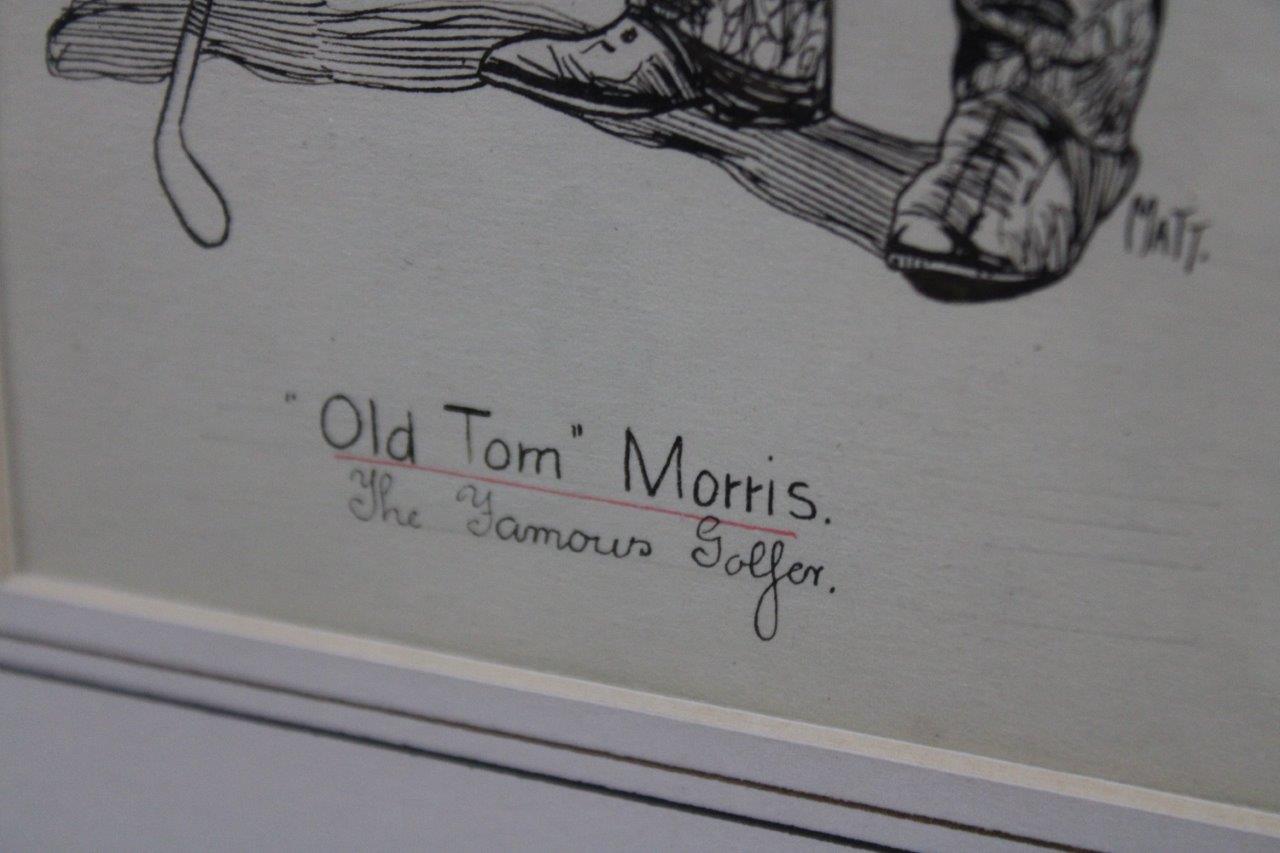 MATT.
"Old Tom" Morris.
The Famous Golfer.